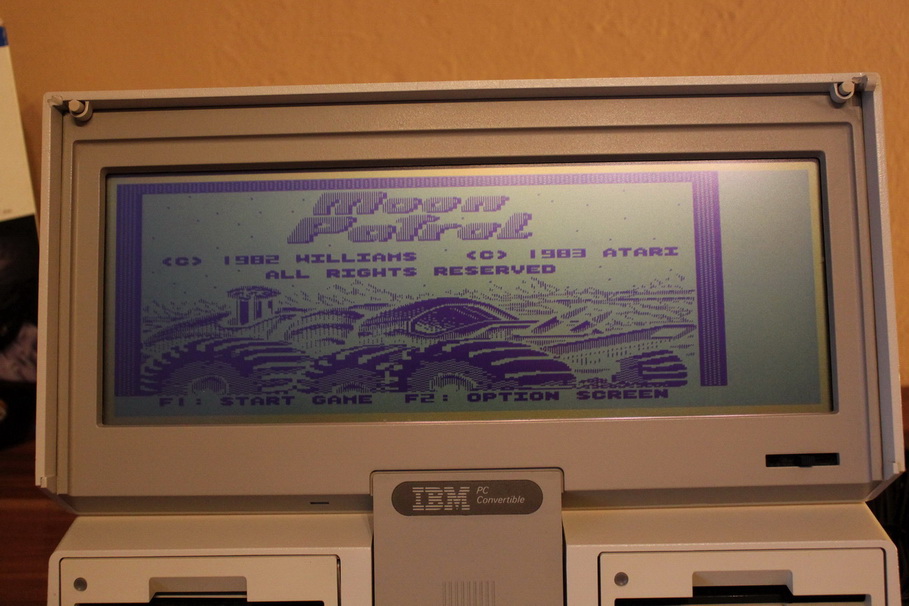 Moon
Patrol
(C) 1982 WILLIAMS (C) 1983 ATARI
ALL RIGHTS RESERVED
F1: START GAME F2: OPTION SCREEN
IBM PC
Convertible